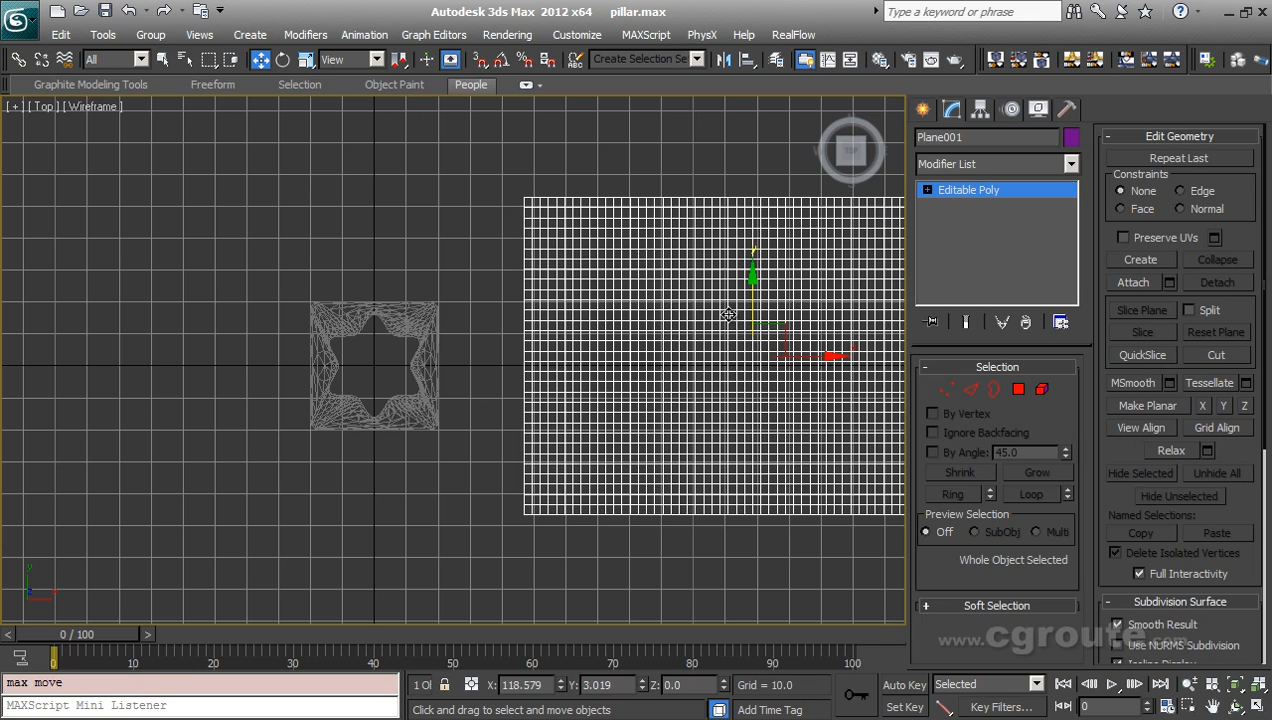 Autodesk 3ds Max 2012 x64 pillar.max
Type a keyword or phrase
Edit Tools Group Views Create Modifiers Animation Graph Editors Rendering Customize MAXScript PhysX Help RealFlow
All View Create Selection Se
Graphite Modeling Tools Freeform Selection Object Paint People
[ + ] [ Top ] [ Wireframe ]
TOP
Plane001
Modifier List
Editable Poly
Selection
By Vertex
Ignore Backfacing
By Angle: 45.0
Shrink Grow
Ring Loop
Preview Selection
Off SubObj Multi
Whole Object Selected
Soft Selection
Edit Geometry
Repeat Last
Constraints
None Edge
Face Normal
Preserve UVs
Create Collapse
Attach Detach
Slice Plane Split
Slice Reset Plane
QuickSlice Cut
MSmooth Tessellate
Make Planar X Y Z
View Align Grid Align
Relax
Hide Selected Unhide All
Hide Unselected
Named Selections:
Copy Paste
Delete Isolated Vertices
Full Interactivity
Subdivision Surface
Smooth Result
Use NURMS Subdivision
Isoline Display
www.cgroute.com
y
x
z
< 0 / 100 >
0 10 20 30 40 50 60 70 80 90 100
max move
MAXScript Mini Listener
1 Ol X: 118.579 Y: 3.019 Z: 0.0 Grid = 10.0
Click and drag to select and move objects Add Time Tag
Auto Key Selected
Set Key Key Filters... 0